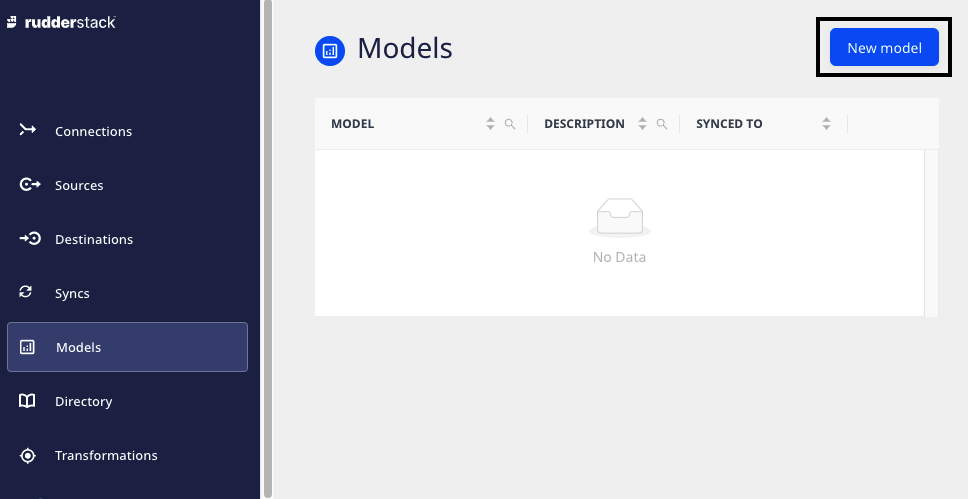 rudderstack
Connections
Sources
Destinations
Syncs
Models
Directory
Transformations
Models
New model
MODEL DESCRIPTION SYNCED TO
No Data